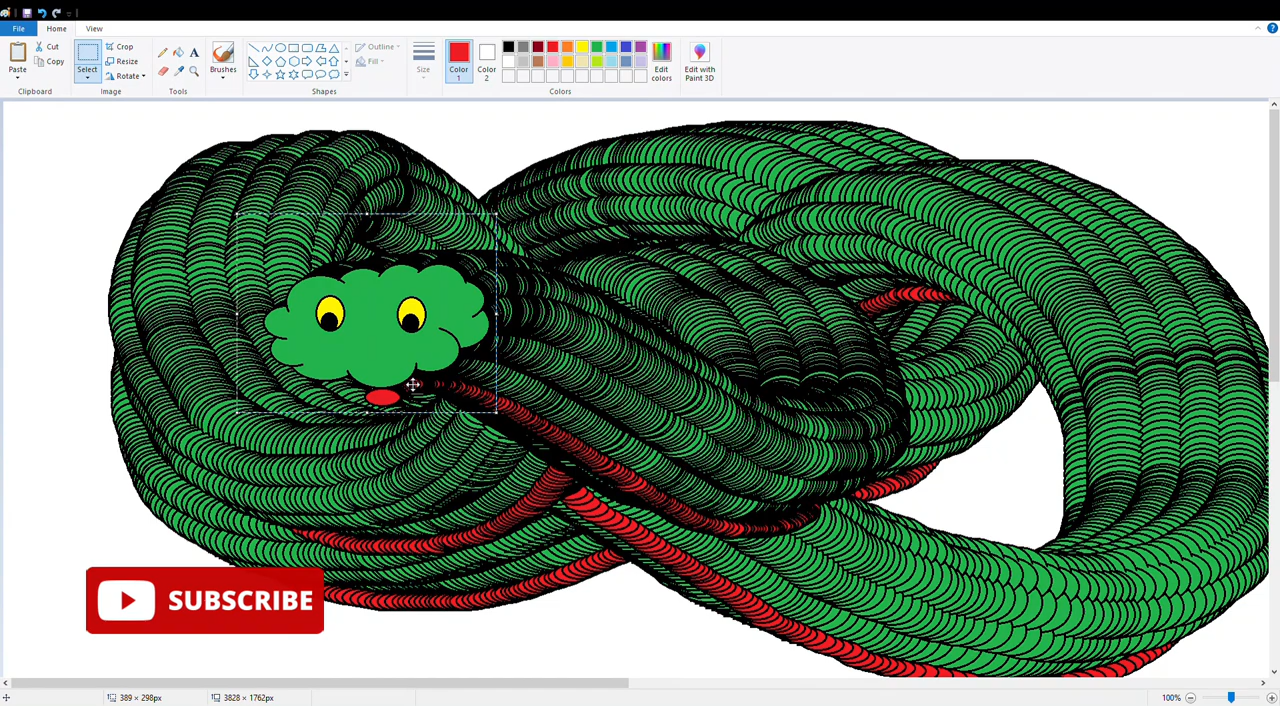 File
Home
View
Paste
Cut
Copy
Clipboard
Select
Crop
Resize
Rotate
Image
Tools
Brushes
Outline
Fill
Shapes
Size
Color
1
Color
2
Edit
colors
Edit with
Paint 3D
Colors
SUBSCRIBE
389 × 298px
3828 × 1762px
100%